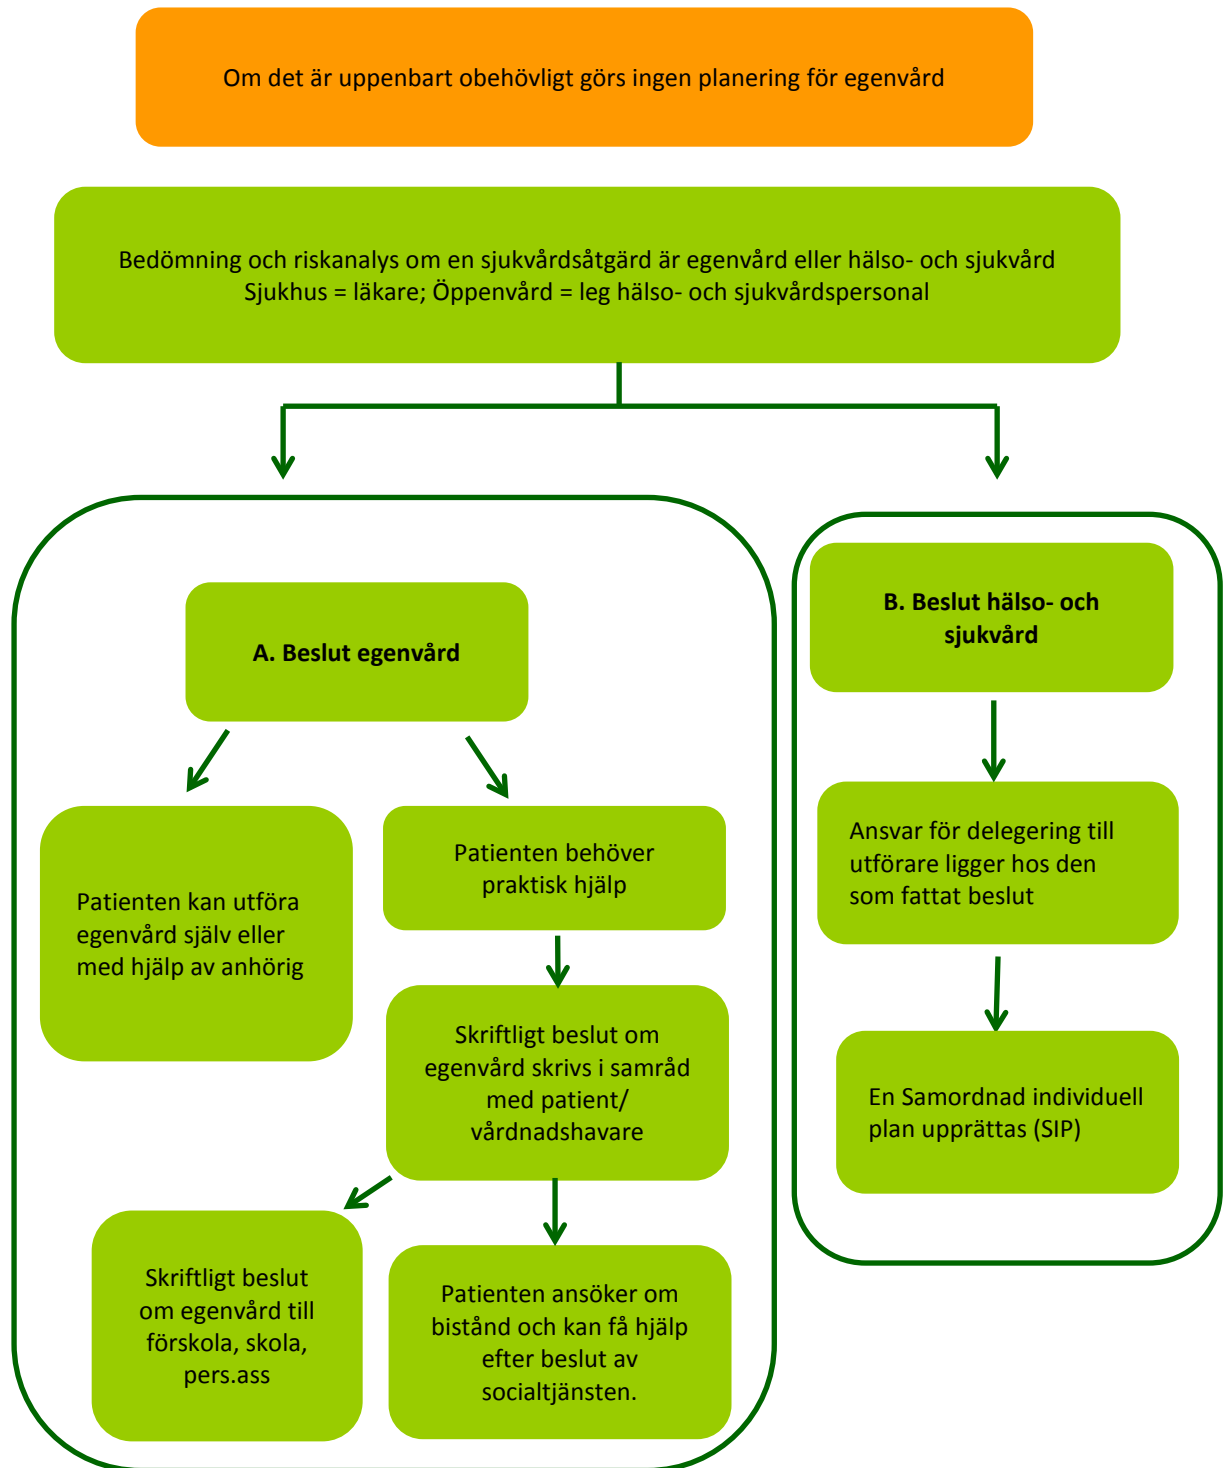 Om det är uppenbart obehövligt görs ingen planering för egenvård
Bedömning och riskanalys om en sjukvårdsåtgärd är egenvård eller hälso- och sjukvård
Sjukhus = läkare; Öppenvård = leg hälso- och sjukvårdspersonal
A. Beslut egenvård
Patienten kan utföra
egenvård själv eller
med hjälp av anhörig
Patienten behöver
praktisk hjälp
Skriftligt beslut om
egenvård skrivs i samråd
med patient/
vårdnadshavare
Skriftligt beslut
om egenvård till
förskola, skola,
pers.ass
Patienten ansöker om
bistånd och kan få hjälp
efter beslut av
socialtjänsten.
B. Beslut hälso- och
sjukvård
Ansvar för delegering till
utförare ligger hos den
som fattat beslut
En Samordnad individuell
plan upprättas (SIP)